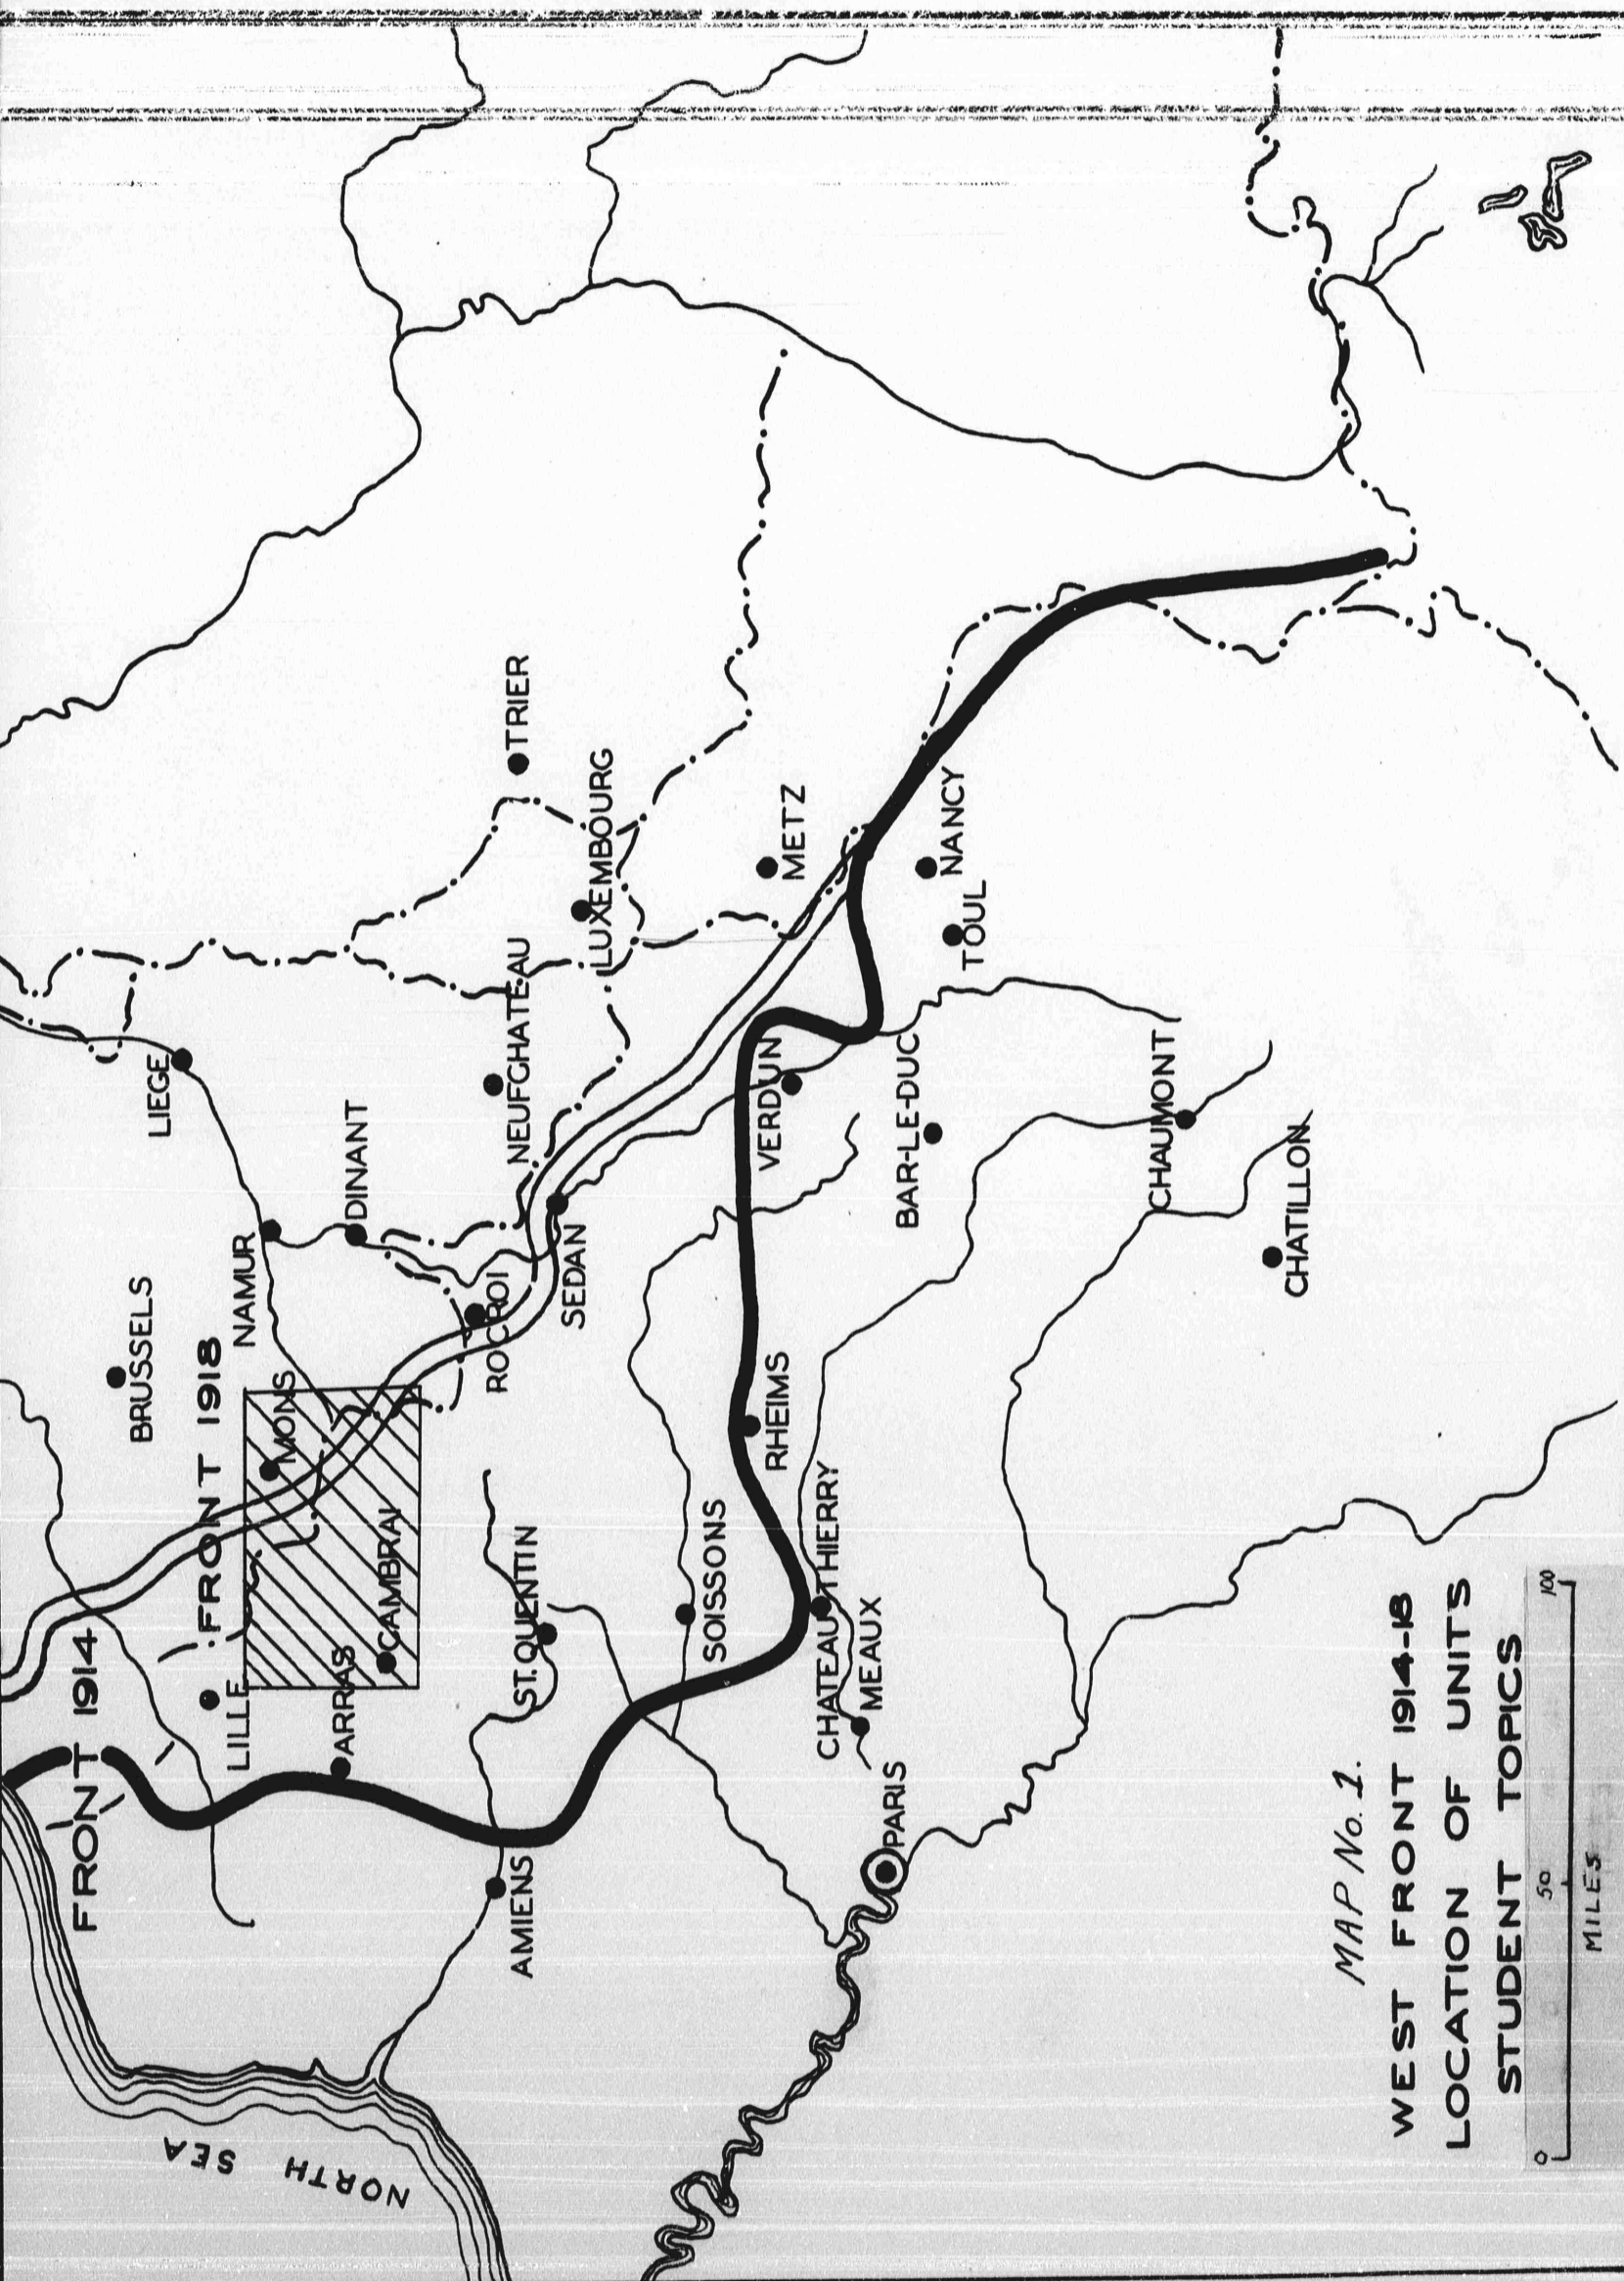 NORTH SEA
FRONT 1914
FRONT 1918
BRUSSELS
LIEGE
LILLE
MONS
NAMUR
ARRAS
CAMBRAI
DINANT
AMIENS
ST. QUENTIN
ROCROI
SEDAN
NEUFCHATEAU
TRIER
LUXEMBOURG
SOISSONS
RHEIMS
VERDUN
METZ
CHATEAU THIERRY
MEAUX
PARIS
BAR-LE-DUC
TOUL
NANCY
CHAUMONT
CHATILLON
MAP No. 1.
WEST FRONT 1914-18
LOCATION OF UNITS
STUDENT TOPICS
0 50 100
MILES